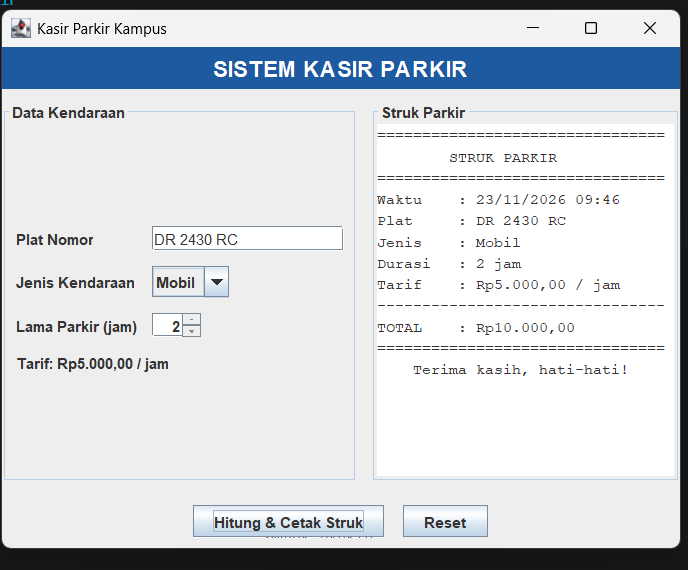 Kasir Parkir Kampus
SISTEM KASIR PARKIR
Data Kendaraan
Plat Nomor DR 2430 RC
Jenis Kendaraan Mobil
Lama Parkir (jam) 2
Tarif: Rp5.000,00 / jam
Struk Parkir
================================
STRUK PARKIR
================================
Waktu : 23/11/2026 09:46
Plat : DR 2430 RC
Jenis : Mobil
Durasi : 2 jam
Tarif : Rp5.000,00 / jam
--------------------------------
TOTAL : Rp10.000,00
================================
Terima kasih, hati-hati!
Hitung & Cetak Struk
Reset